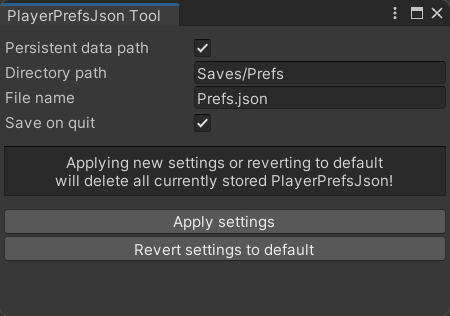 PlayerPrefsJson Tool
Persistent data path
Directory path Saves/Prefs
File name Prefs.json
Save on quit
Applying new settings or reverting to default
will delete all currently stored PlayerPrefsJson!
Apply settings
Revert settings to default